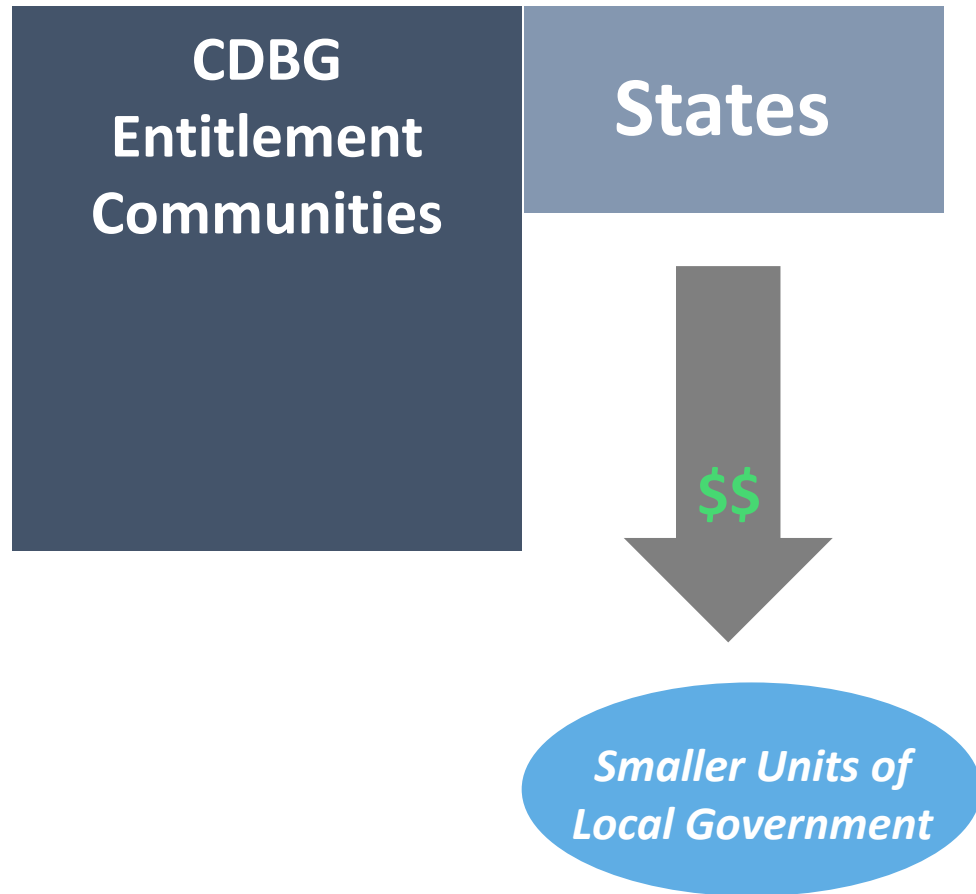 CDBG
Entitlement
Communities
States
$$
Smaller Units of
Local Government